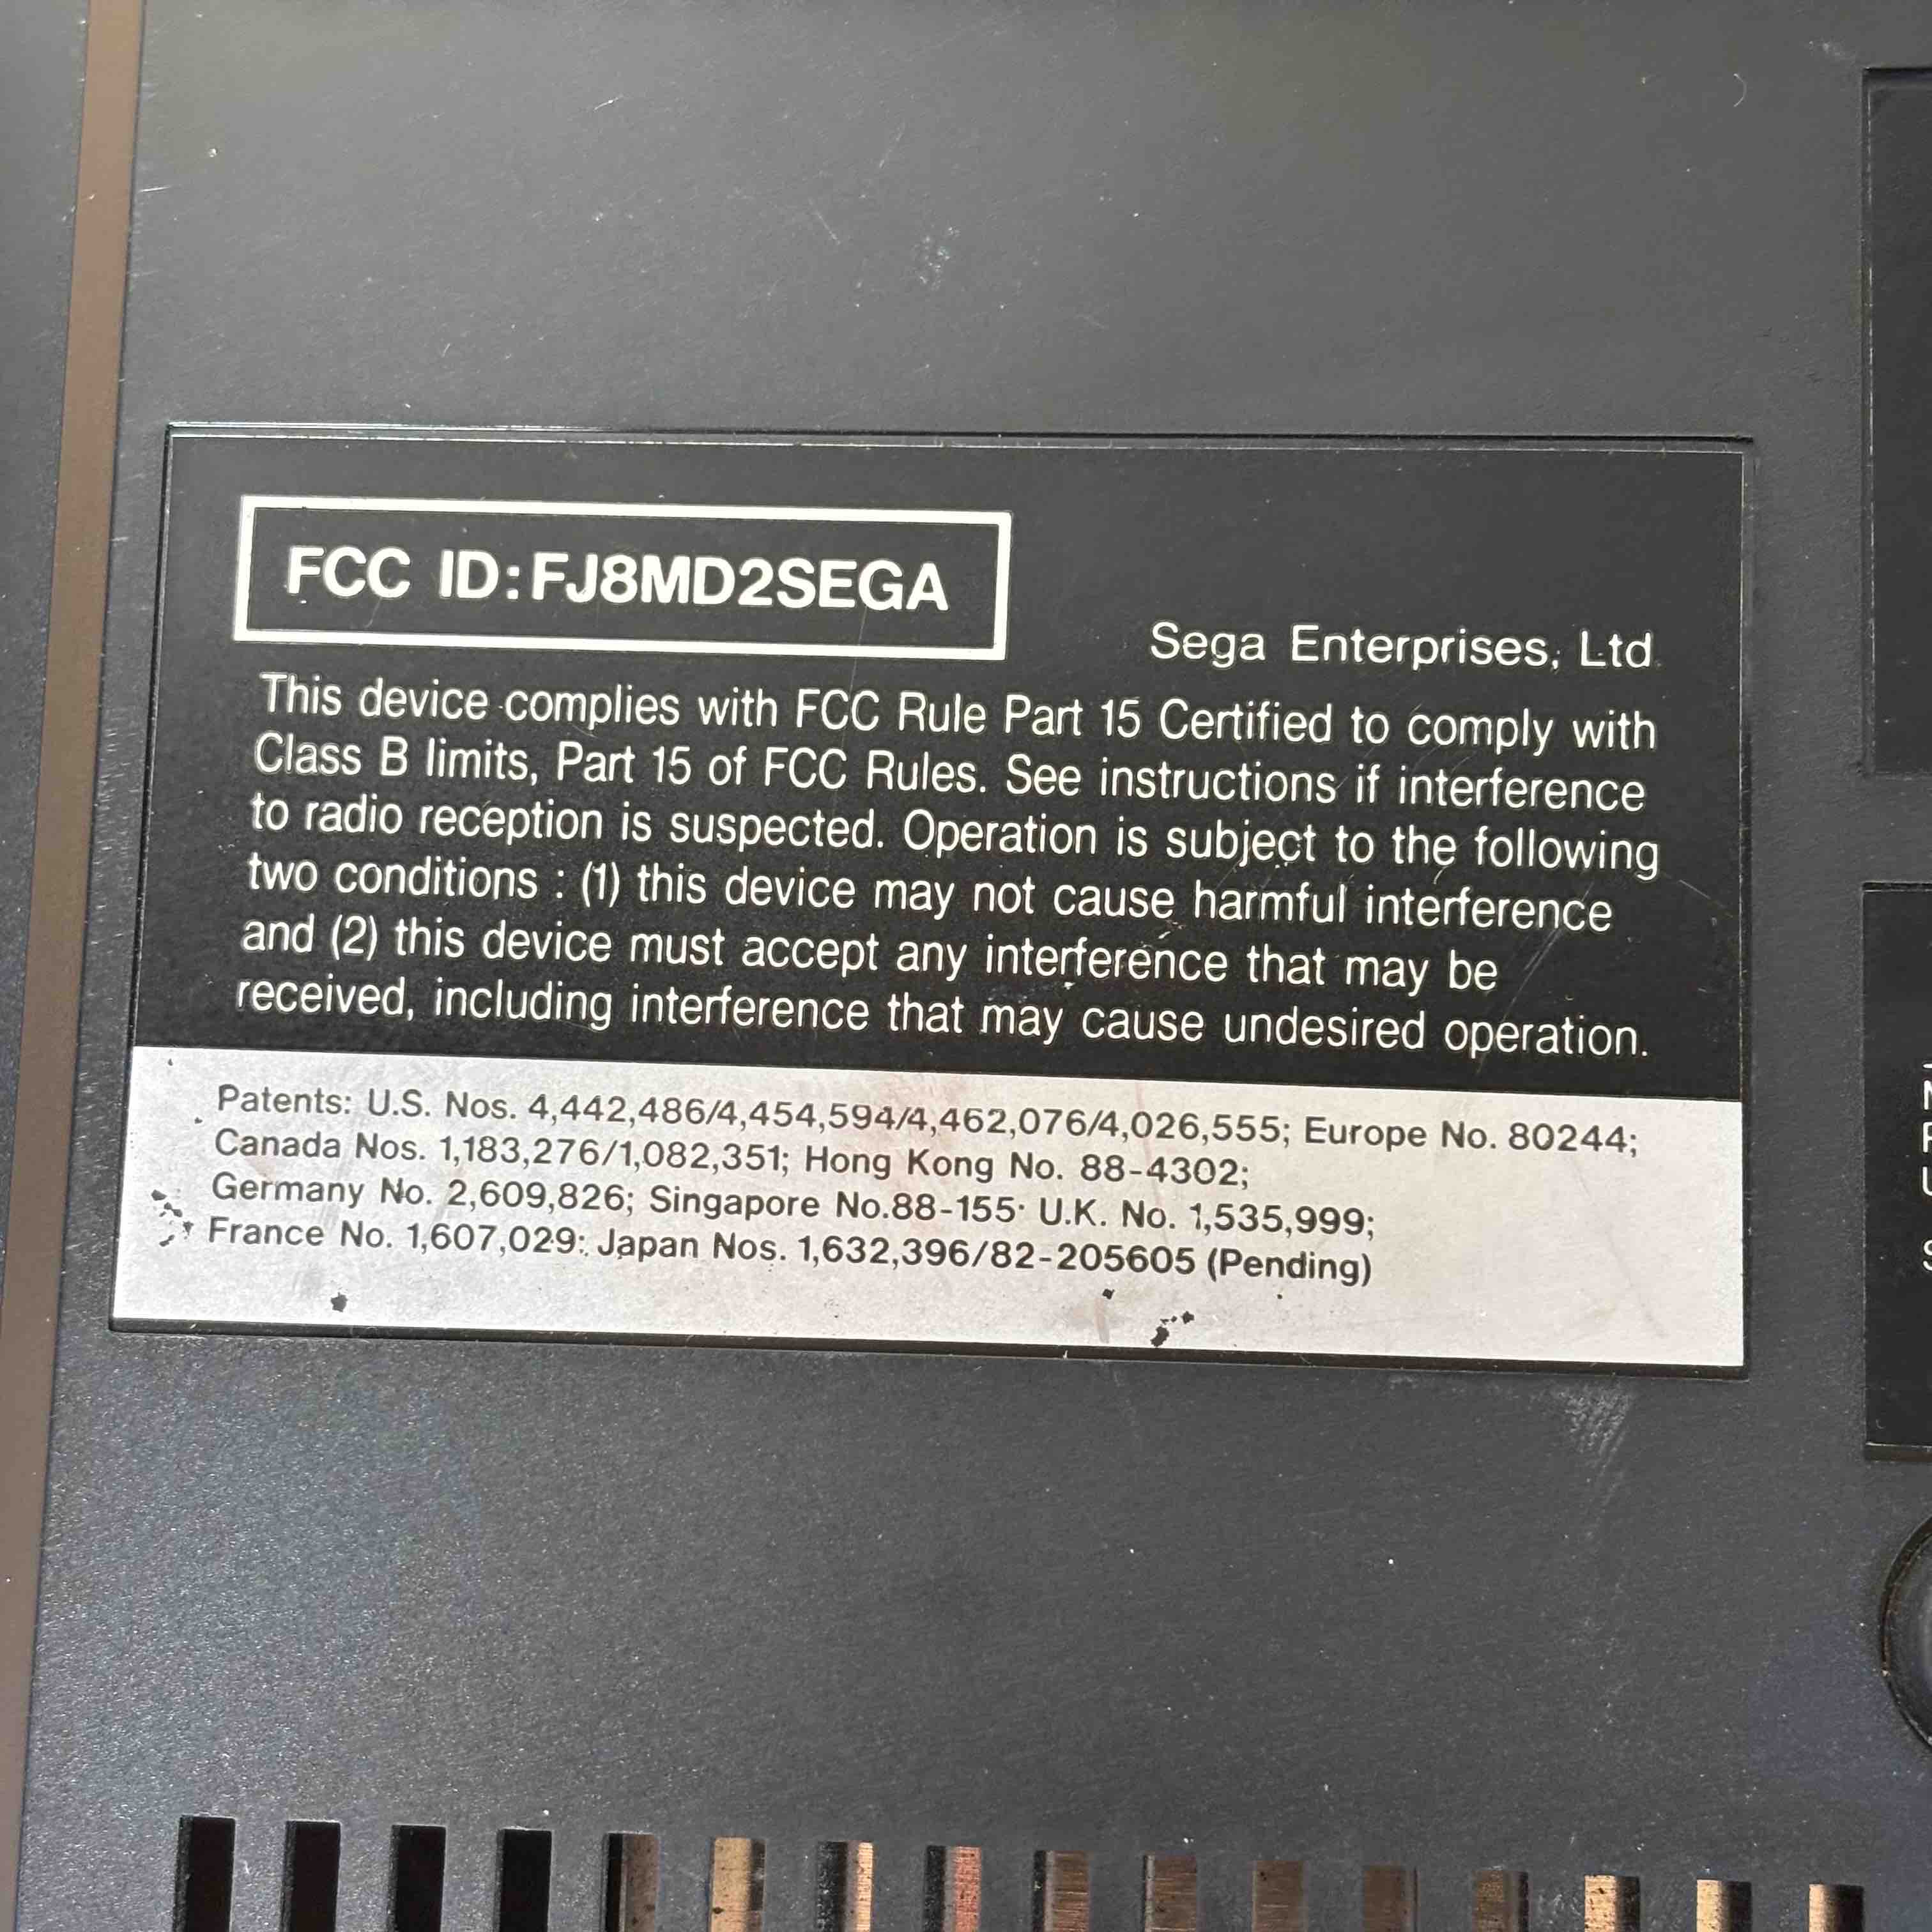 FCC ID:FJ8MD2SEGA
Sega Enterprises, Ltd.
This device complies with FCC Rule Part 15 Certified to comply with
Class B limits, Part 15 of FCC Rules. See instructions if interference
to radio reception is suspected. Operation is subject to the following
two conditions : (1) this device may not cause harmful interference
and (2) this device must accept any interference that may be
received, including interference that may cause undesired operation.
Patents: U.S. Nos. 4,442,486/4,454,594/4,462,076/4,026,555; Europe No. 80244;
Canada Nos. 1,183,276/1,082,351; Hong Kong No. 88-4302;
Germany No. 2,609,826; Singapore No.88-155; U.K. No. 1,535,999;
France No. 1,607,029; Japan Nos. 1,632,396/82-205605 (Pending)